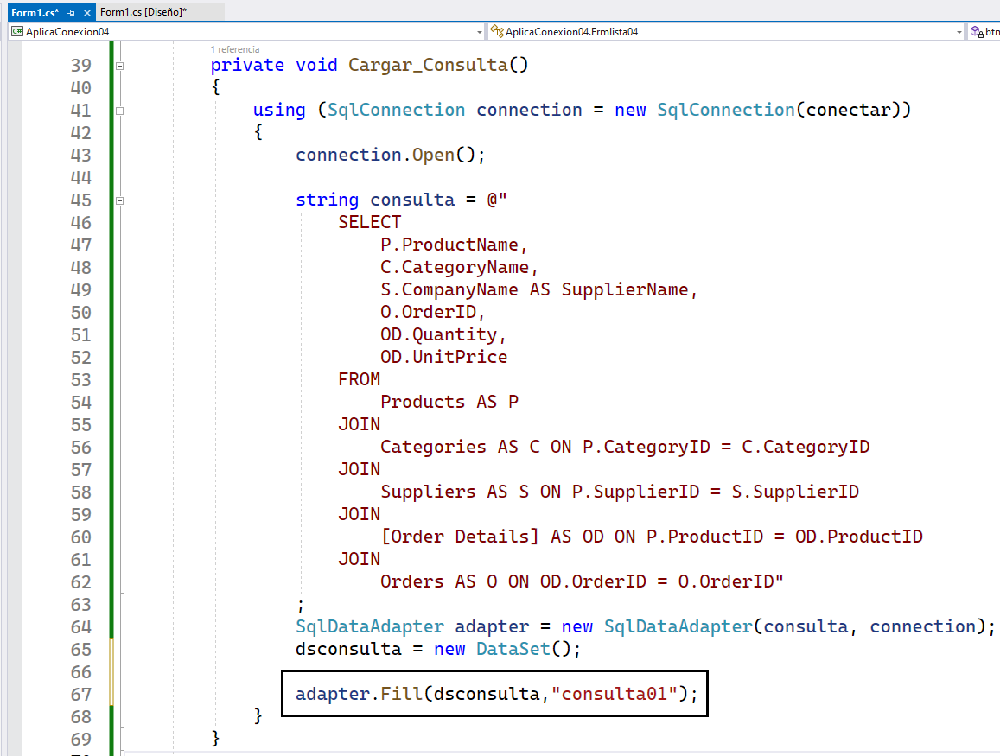 Form1.cs* Form1.cs [Diseño]*
AplicaConexion04 AplicaConexion04.Frmlista04 btn
1 referencia
39 private void Cargar_Consulta()
40 {
41 using (SqlConnection connection = new SqlConnection(conectar))
42 {
43 connection.Open();
44
45 string consulta = @"
46 SELECT
47 P.ProductName,
48 C.CategoryName,
49 S.CompanyName AS SupplierName,
50 O.OrderID,
51 OD.Quantity,
52 OD.UnitPrice
53 FROM
54 Products AS P
55 JOIN
56 Categories AS C ON P.CategoryID = C.CategoryID
57 JOIN
58 Suppliers AS S ON P.SupplierID = S.SupplierID
59 JOIN
60 [Order Details] AS OD ON P.ProductID = OD.ProductID
61 JOIN
62 Orders AS O ON OD.OrderID = O.OrderID"
63 ;
64 SqlDataAdapter adapter = new SqlDataAdapter(consulta, connection);
65 dsconsulta = new DataSet();
66
67 adapter.Fill(dsconsulta,"consulta01");
68 }
69 }